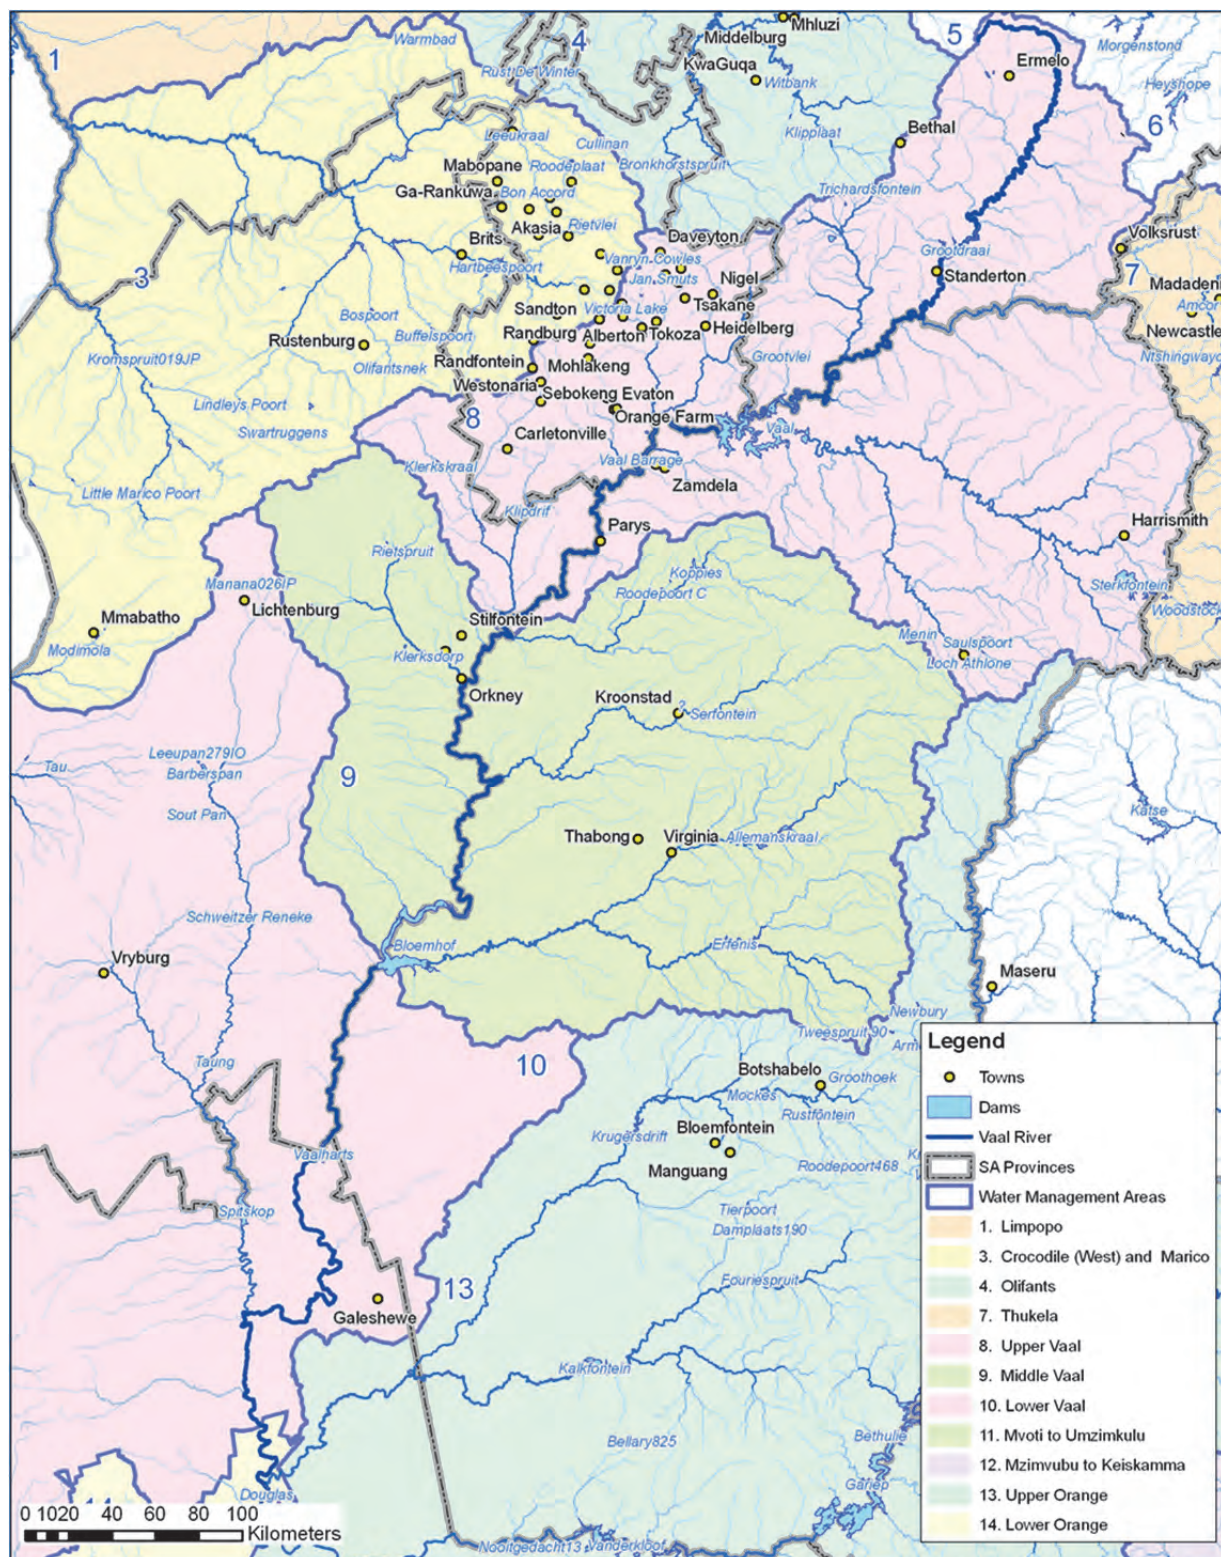 1
Warmbad
4
Middelburg
Mhluzi
5
Morgenstond
Rust De Winter
KwaGuqa
Witbank
Ermelo
Heyshope
6
Leeukraal
Cullinan
Klipplaat
Bethal
Mabopane
Roodeplaat
Bronkhorstspruit
Ga-Rankuwa
Bon Accord
Trichardsfontein
Akasia
Rietvlei
Daveyton
Volksrust
Brits
Vanryn Cowles
Grootdraai
3
Hartbeespoort
Jan Smuts
Nigel
Standerton
7
Madadeni
Amcor
Victoria Lake
Tsakane
Sandton
Bospoort
Buffelspoort
Randburg
Alberton
Tokoza
Heidelberg
Newcastle
Rustenburg
Kromspruit019JP
Olifantsnek
Randfontein
Mohlakeng
Grootvlei
Westonaria
Sebokeng
Evaton
Lindleys Poort
8
Orange Farm
Swartruggens
Carletonville
Vaal
Klerkskraal
Vaal Barrage
Zamdela
Little Marico Poort
Klipdrif
Parys
Harrismith
Rietspruit
Koppies
Manana026IP
Roodepoort C
Sterkfontein
Lichtenburg
Woodstock
Mmabatho
Stilfontein
Menin
Saulspoort
Modimola
Klerksdorp
Loch Athlone
Orkney
Kroonstad
?
Serfontein
Leeupan279IO
Tau
Barberspan
9
Sout Pan
Katse
Thabong
Virginia
Allemanskraal
Schweitzer Reneke
Bloemhof
Erfenis
Vryburg
Maseru
Newbury
Tweespruit 90
Taung
10
Botshabelo
Groothoek
Mockes
Rustfontein
Krugersdrift
Bloemfontein
Vaalharts
Manguang
Roodepoort468
Spitskop
Tierpoort
Damplaats190
13
Fouriespruit
Galeshewe
Kalkfontein
Bellary825
Bethulie
Gariep
Douglas
Nooitgedacht13
Vanderkloof
0 1020 40 60 80 100
Kilometers
Legend
Towns
Dams
Vaal River
SA Provinces
Water Management Areas
1. Limpopo
3. Crocodile (West) and Marico
4. Olifants
7. Thukela
8. Upper Vaal
9. Middle Vaal
10. Lower Vaal
11. Mvoti to Umzimkulu
12. Mzimvubu to Keiskamma
13. Upper Orange
14. Lower Orange